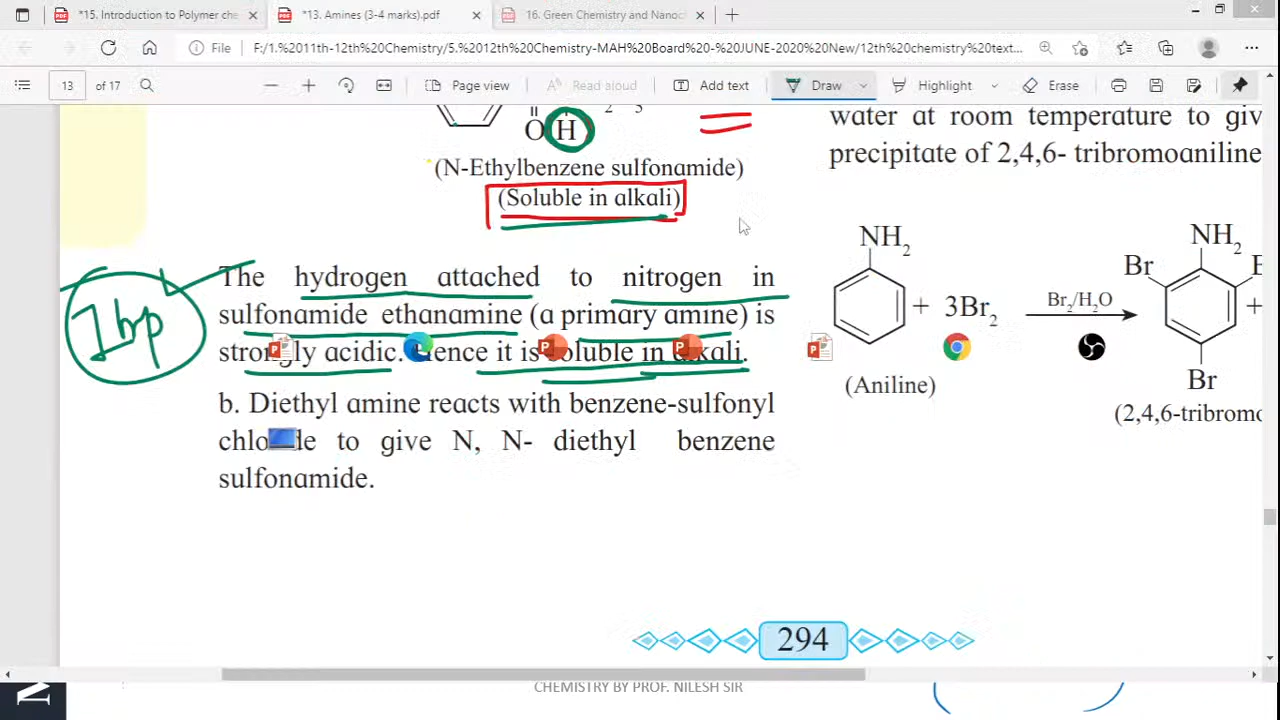 *15. Introduction to Polymer che
*13. Amines (3-4 marks).pdf
16. Green Chemistry and Nanoc
File
F:/1.%2011th-12th%20Chemistry/5.%2012th%20Chemistry-MAH%20Board%20-%20JUNE-2020%20New/12th%20chemistry%20text...
13 of 17
Page view
Read aloud
Add text
Draw
Highlight
Erase
O H 2 5
(N-Ethylbenzene sulfonamide)
(Soluble in alkali)
The hydrogen attached to nitrogen in
sulfonamide ethanamine (a primary amine) is
strongly acidic. Hence it is soluble in alkali.
b. Diethyl amine reacts with benzene-sulfonyl
chlo de to give N, N- diethyl benzene
sulfonamide.
water at room temperature to giv
precipitate of 2,4,6- tribromoaniline
NH2
+ 3Br2
Br2/H2O
(Aniline)
NH2
Br
B
+
Br
(2,4,6-tribromo
294
CHEMISTRY BY PROF. NILESH SIR